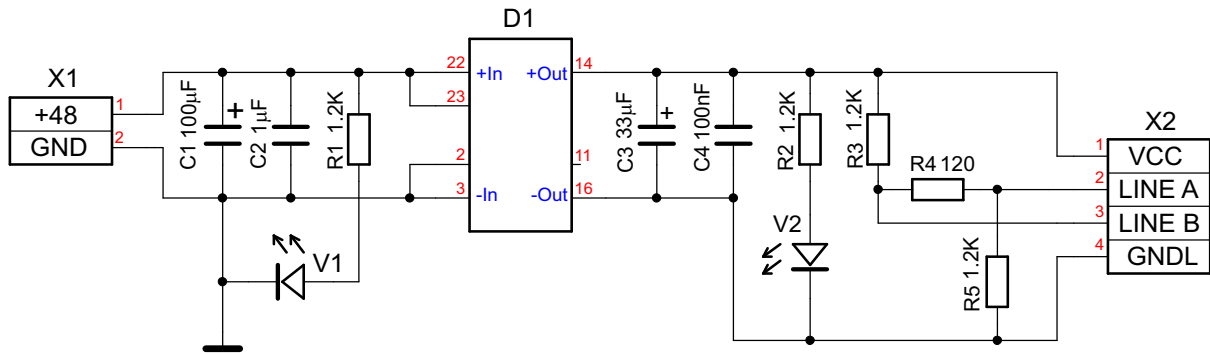 D1
X1
+48
GND
1
2
C1 100µF
+
C2 1µF
R1 1.2K
V1
22
23
2
3
+In
-In
+Out
-Out
14
11
16
C3 33µF
+
C4 100nF
R2 1.2K
V2
R3 1.2K
R4 120
R5 1.2K
X2
1
2
3
4
VCC
LINE A
LINE B
GNDL